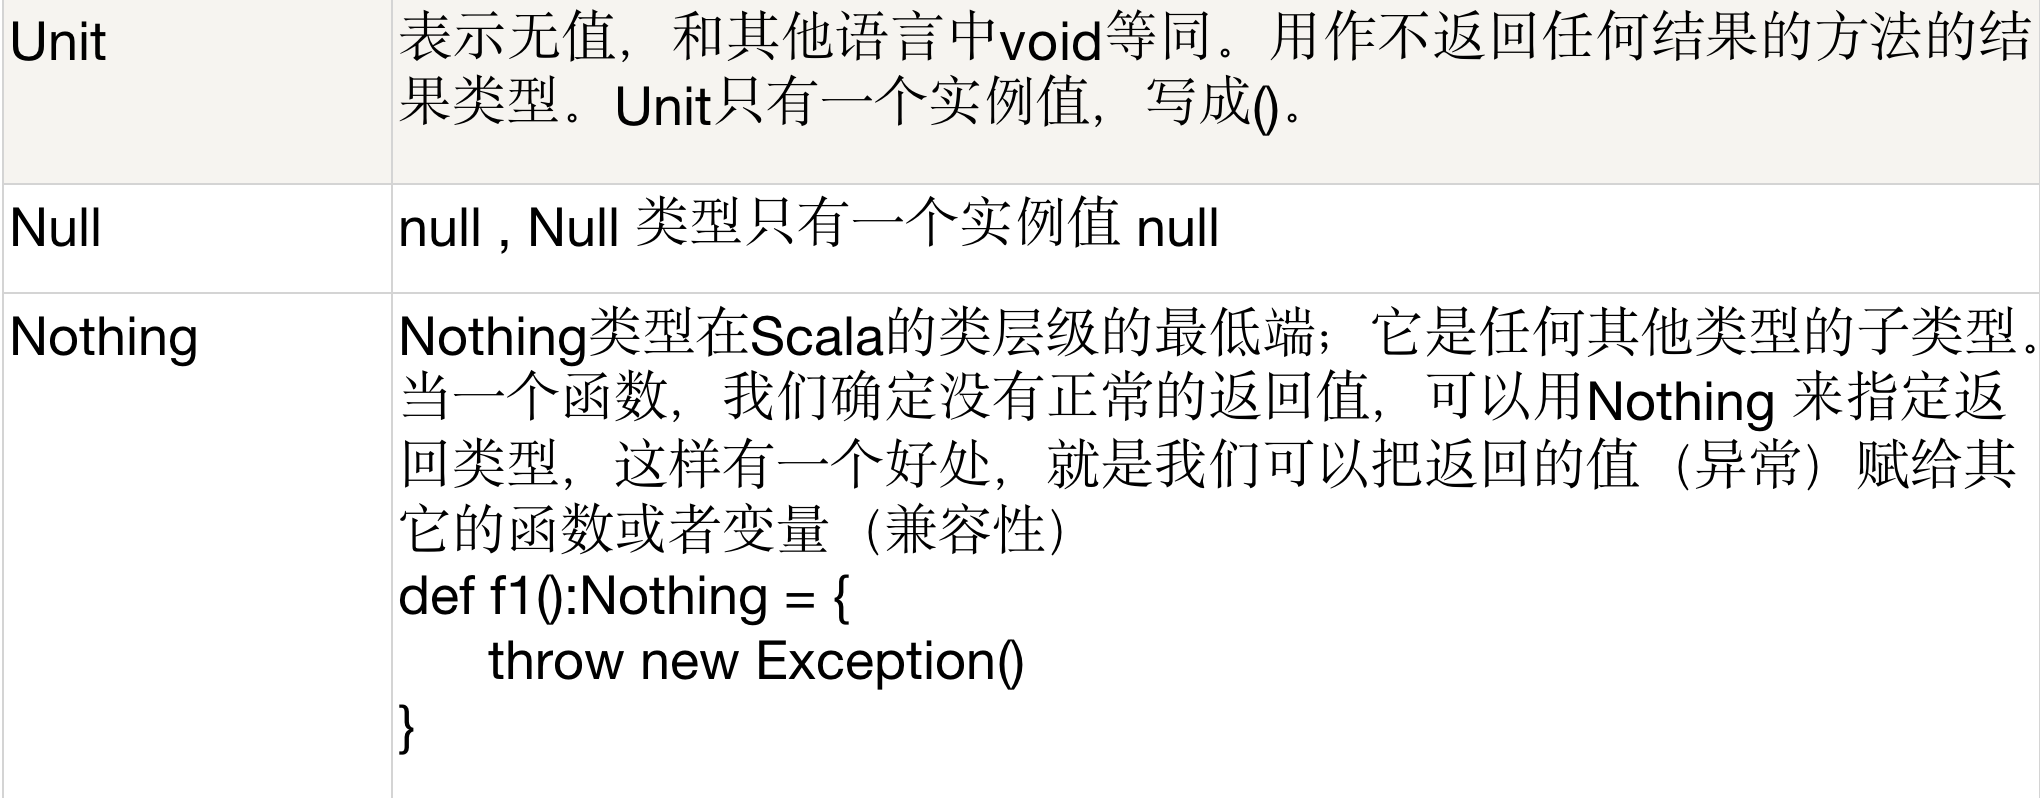 Unit
表示无值，和其他语言中void等同。用作不返回任何结果的方法的结
果类型。Unit只有一个实例值，写成()。
Null
null , Null 类型只有一个实例值 null
Nothing
Nothing类型在Scala的类层级的最低端；它是任何其他类型的子类型。
当一个函数，我们确定没有正常的返回值，可以用Nothing 来指定返
回类型，这样有一个好处，就是我们可以把返回的值（异常）赋给其
它的函数或者变量（兼容性）
def f1():Nothing = {
throw new Exception()
}